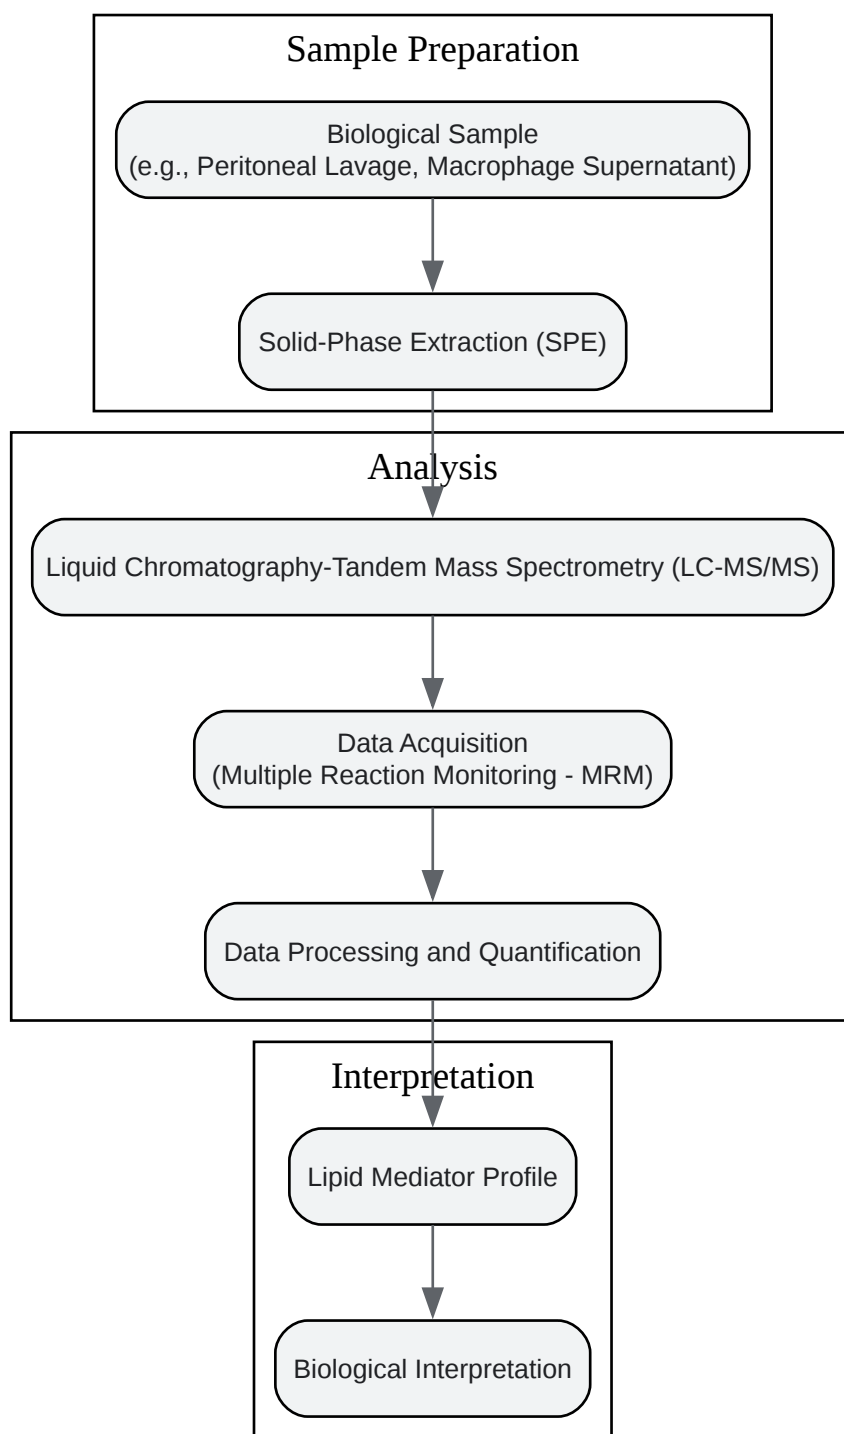 Sample Preparation
Biological Sample
(e.g., Peritoneal Lavage, Macrophage Supernatant)
Solid-Phase Extraction (SPE)
Analysis
Liquid Chromatography-Tandem Mass Spectrometry (LC-MS/MS)
Data Acquisition
(Multiple Reaction Monitoring - MRM)
Data Processing and Quantification
Interpretation
Lipid Mediator Profile
Biological Interpretation